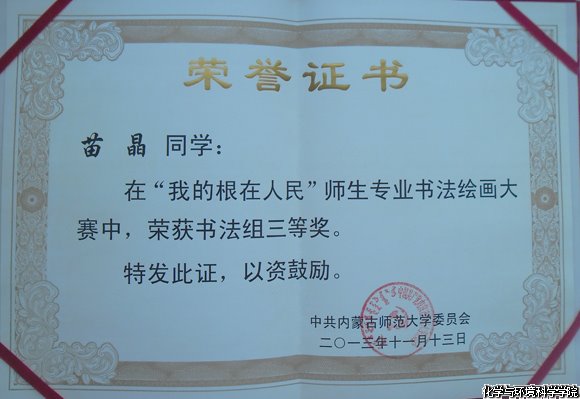 荣誉证书
苗晶 同学：
在“我的根在人民”师生专业书法绘画大
赛中，荣获书法组三等奖。
特发此证，以资鼓励。
中共内蒙古师范大学委员会
二〇一三年十一月十三日
化学与环境科学学院